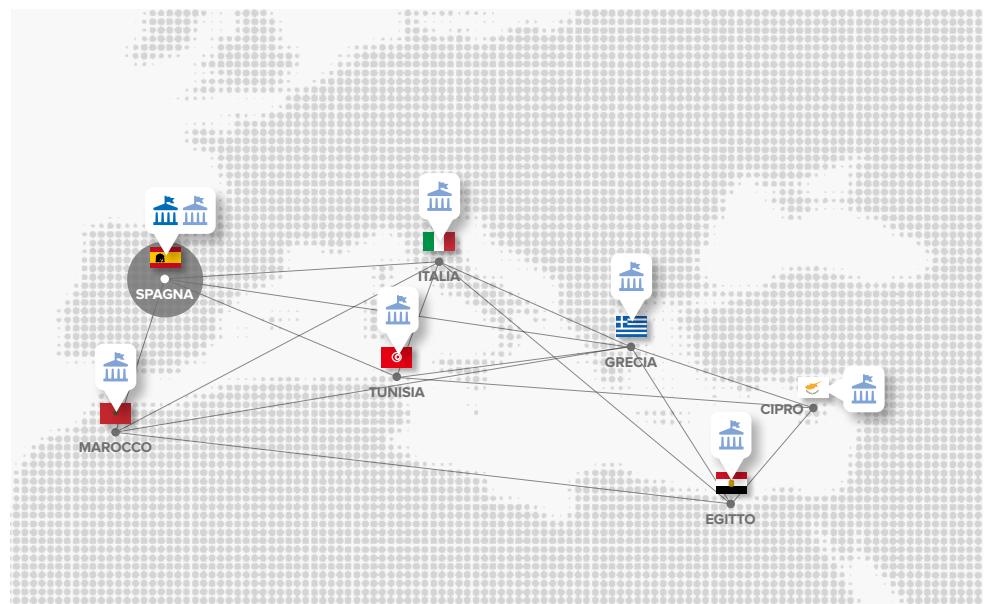 ITALIA
SPAGNA
GRECIA
TUNISIA
CIPRO
MAROCCO
EGITTO